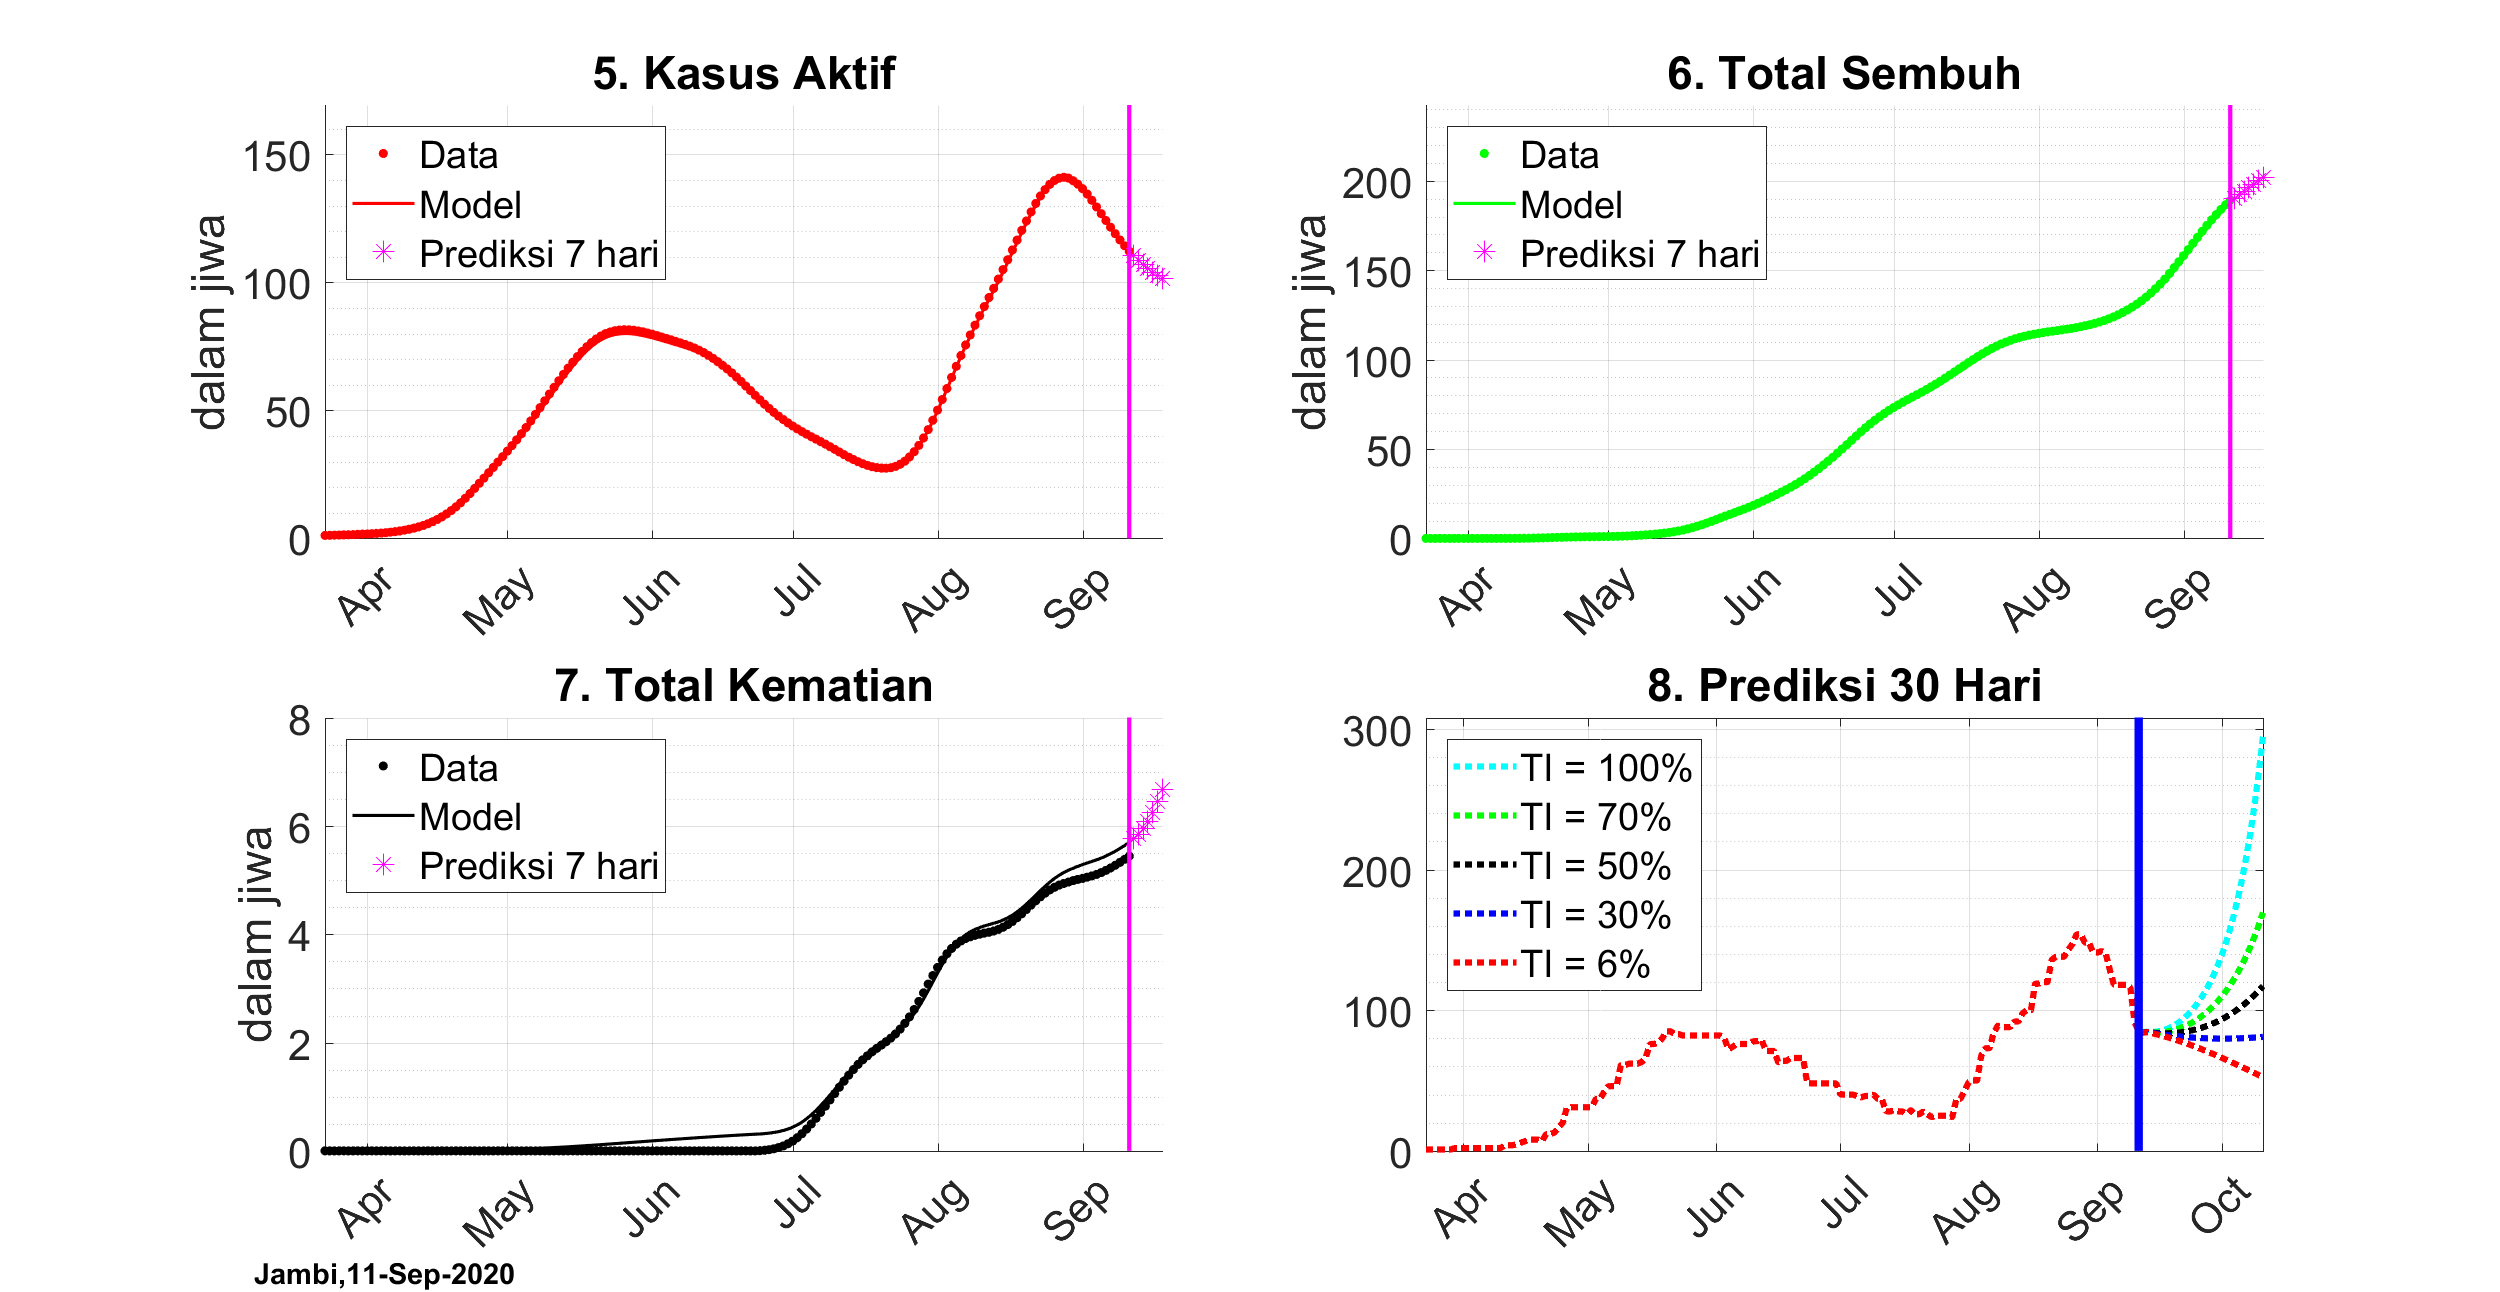 5. Kasus Aktif
150
100
50
0
dalam jiwa
Data
Model
Prediksi 7 hari
Apr
May
Jun
Jul
Aug
Sep
6. Total Sembuh
200
150
100
50
0
dalam jiwa
Data
Model
Prediksi 7 hari
Apr
May
Jun
Jul
Aug
Sep
7. Total Kematian
8
6
4
2
0
dalam jiwa
Data
Model
Prediksi 7 hari
Apr
May
Jun
Jul
Aug
Sep
8. Prediksi 30 Hari
300
200
100
0
TI = 100%
TI = 70%
TI = 50%
TI = 30%
TI = 6%
Apr
May
Jun
Jul
Aug
Sep
Oct
Jambi,11-Sep-2020